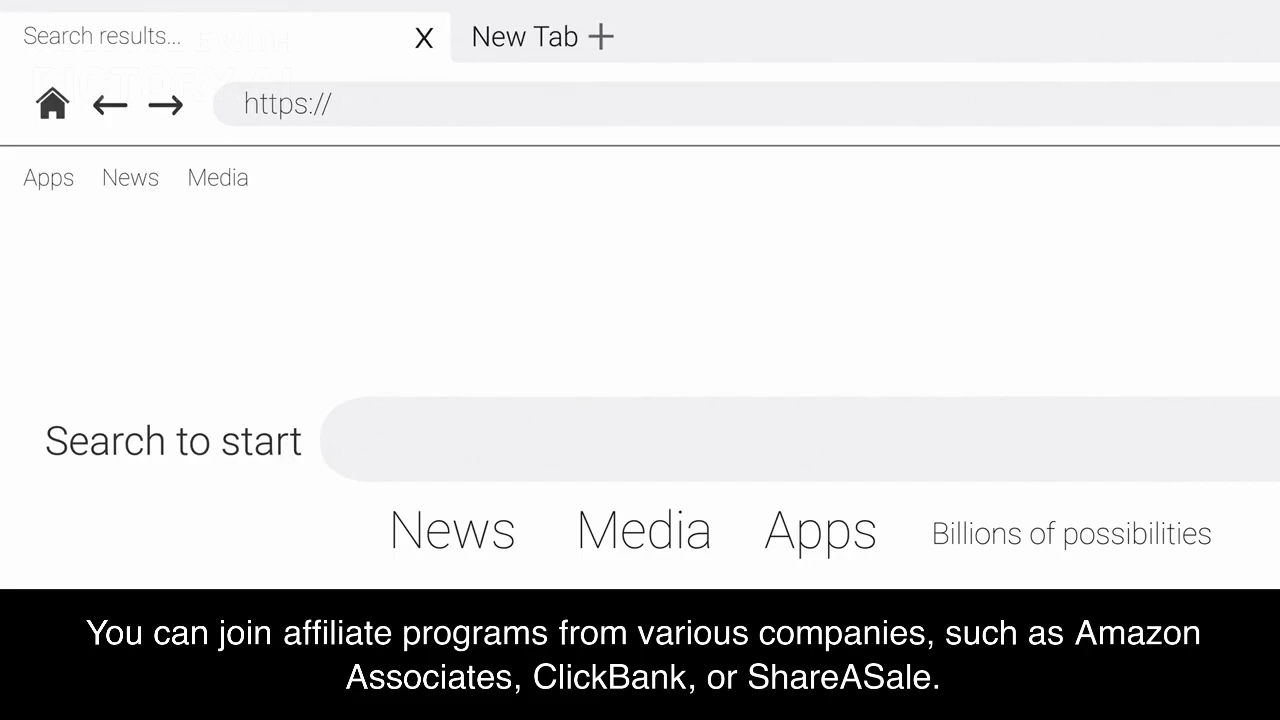 Search results...
X
New Tab +
https://
Apps News Media
Search to start
News Media Apps Billions of possibilities
You can join affiliate programs from various companies, such as Amazon
Associates, ClickBank, or ShareASale.